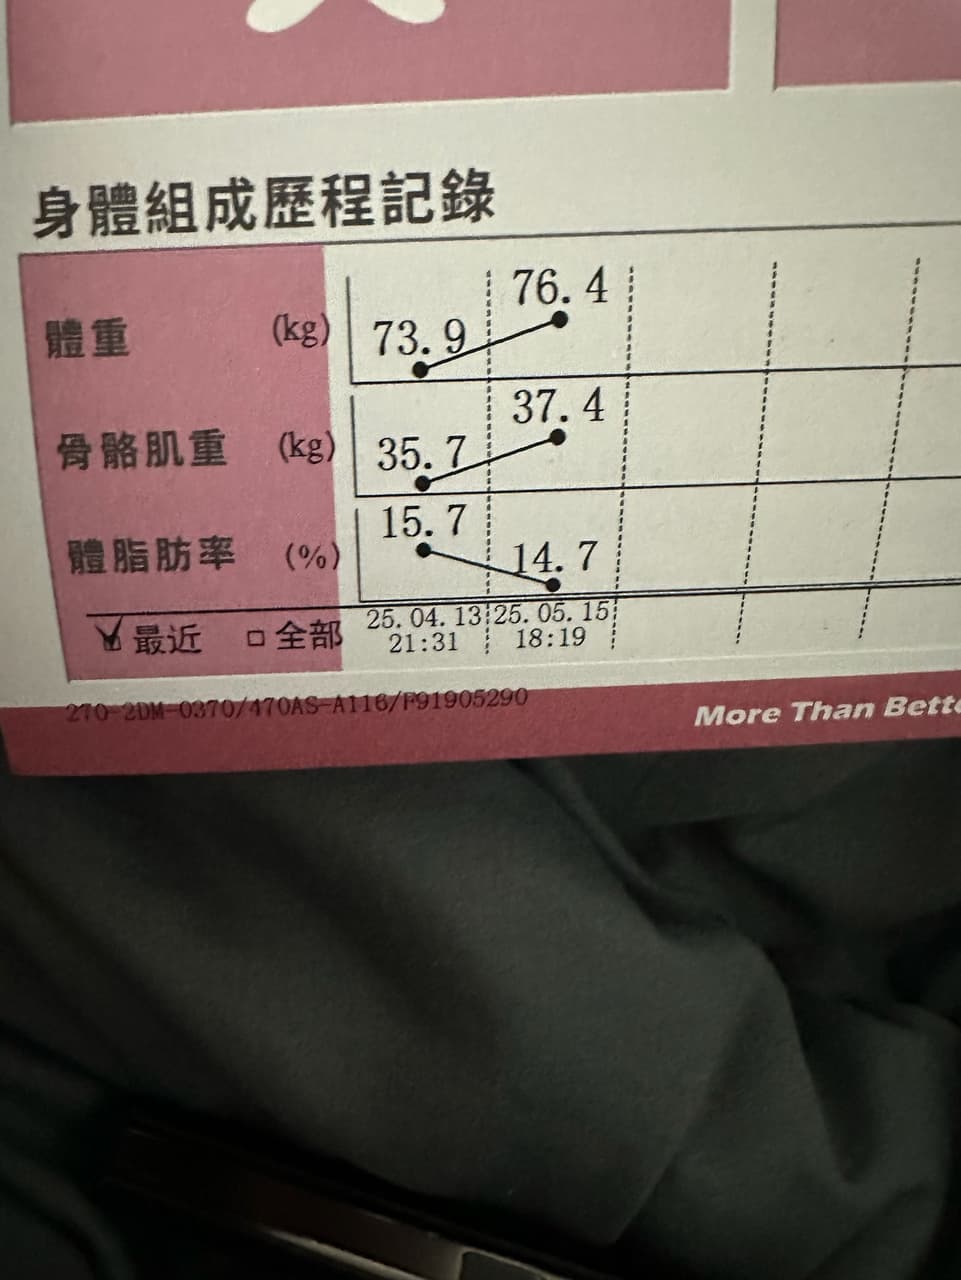 身體組成歷程記錄
體重 (kg) 73.9 76.4
骨骼肌重 (kg) 35.7 37.4
體脂肪率 (%) 15.7 14.7
最近 全部 25.04.13 25.05.15
21:31 18:19
270-2DM-0370/470AS-A116/F91905290
More Than